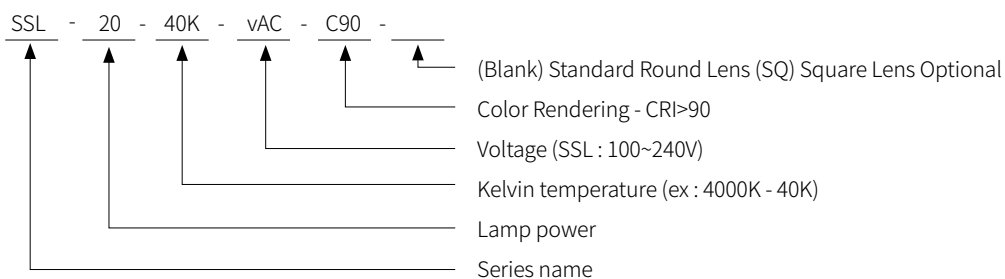 SSL - 20 - 40K - vAC - C90 -
(Blank) Standard Round Lens (SQ) Square Lens Optional
Color Rendering - CRI>90
Voltage (SSL : 100~240V)
Kelvin temperature (ex : 4000K - 40K)
Lamp power
Series name